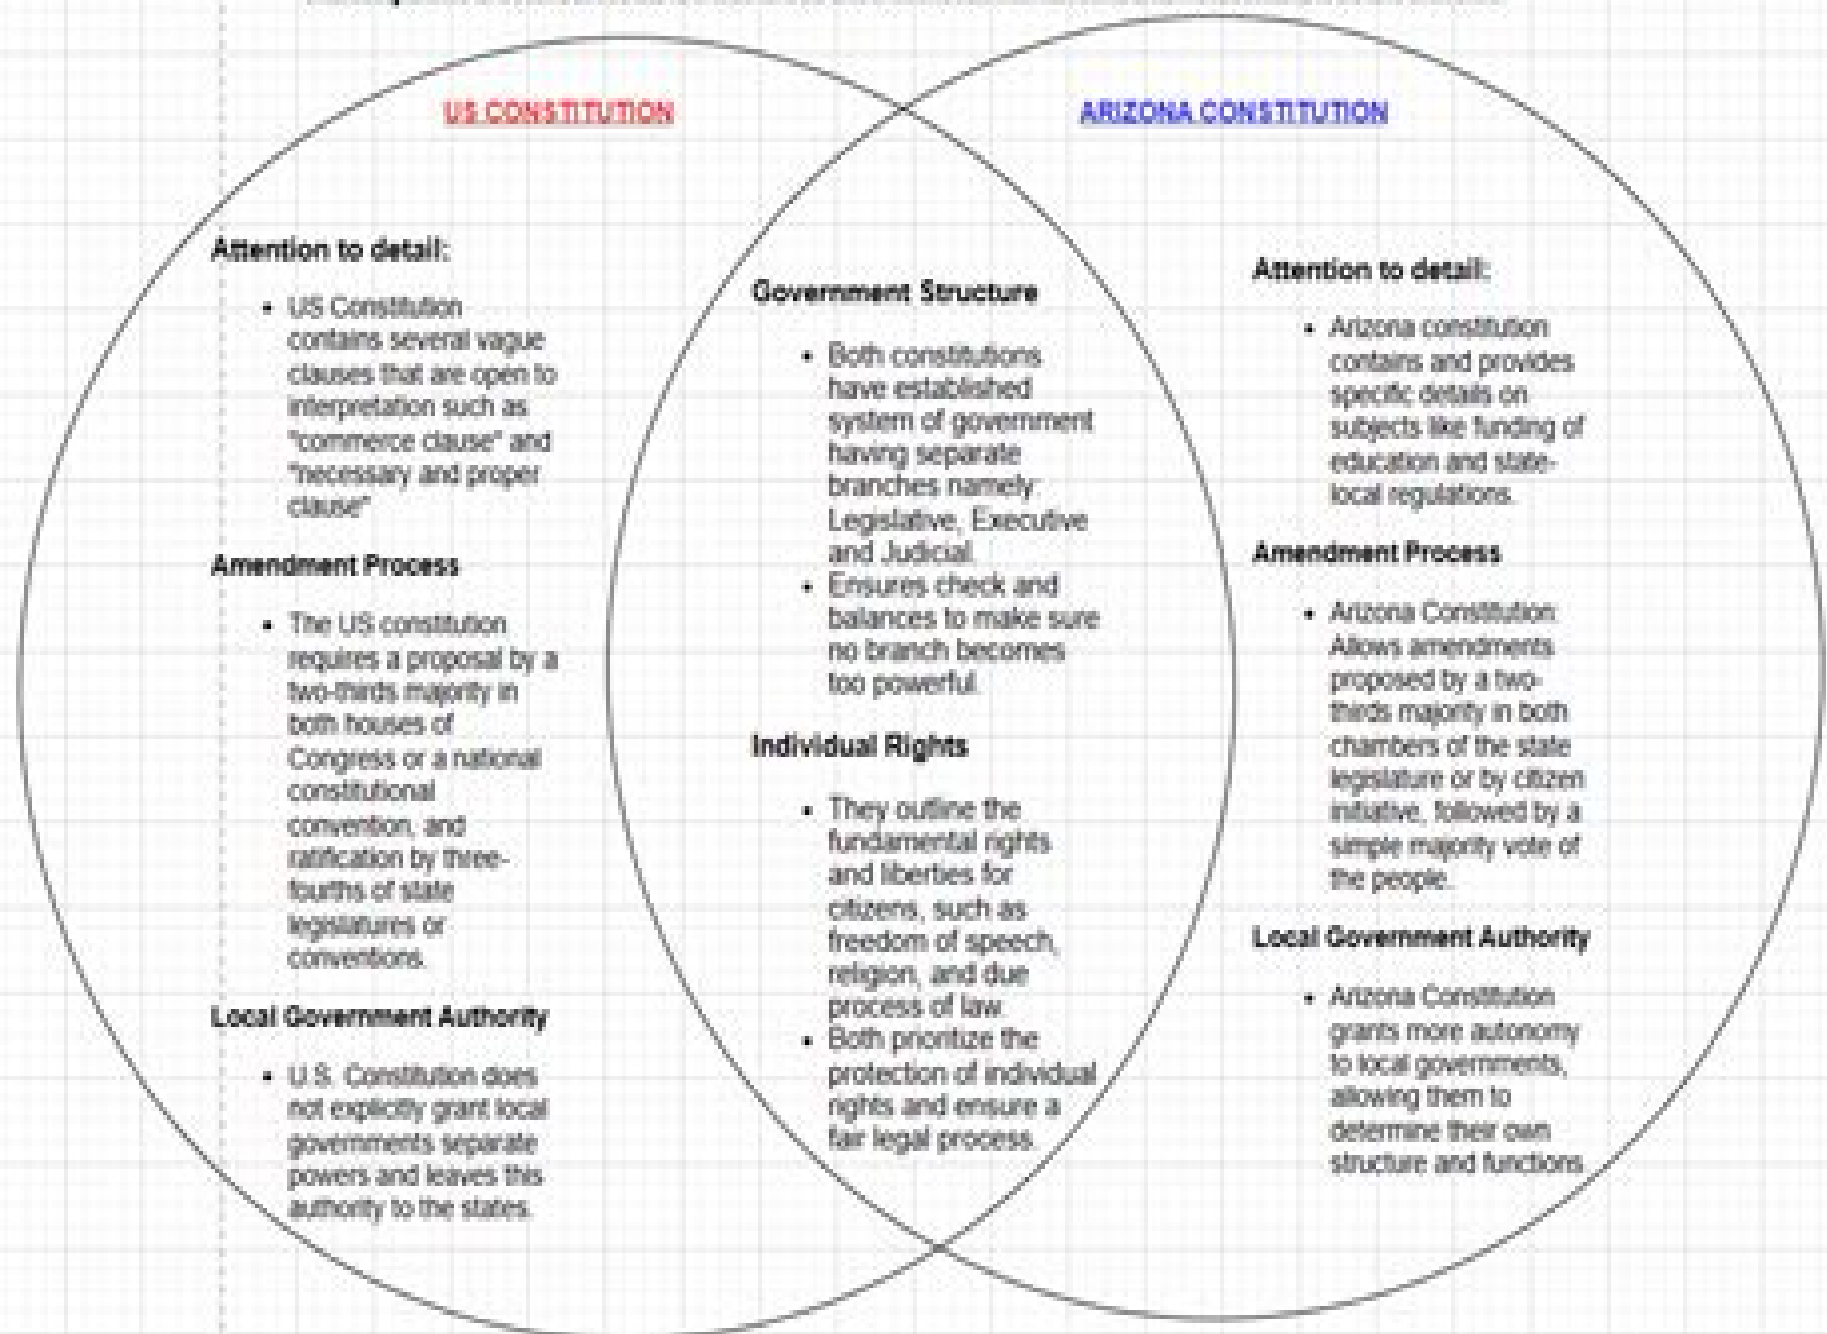 US CONSTITUTION
ARIZONA CONSTITUTION
Attention to detail:
• US Constitution
contains several vague
clauses that are open to
interpretation such as
"commerce clause" and
"necessary and proper
clause"
Amendment Process
• The US constitution
requires a proposal by a
two-thirds majority in
both houses of
Congress or a national
constitutional
convention, and
ratification by three-
fourths of state
legislatures or
conventions.
Local Government Authority
• U.S. Constitution does
not explicitly grant local
governments separate
powers and leaves this
authority to the states.
Government Structure
• Both constitutions
have established
system of government
having separate
branches namely:
Legislative, Executive
and Judicial.
• Ensures check and
balances to make sure
no branch becomes
too powerful.
Individual Rights
• They outline the
fundamental rights
and liberties for
citizens, such as
freedom of speech,
religion, and due
process of law.
• Both prioritize the
protection of individual
rights and ensure a
fair legal process.
Attention to detail:
• Arizona constitution
contains and provides
specific details on
subjects like funding of
education and state-
local regulations.
Amendment Process
• Arizona Constitution:
Allows amendments
proposed by a two-
thirds majority in both
chambers of the state
legislature or by citizen
initiative, followed by a
simple majority vote of
the people.
Local Government Authority
• Arizona Constitution
grants more autonomy
to local governments,
allowing them to
determine their own
structure and functions